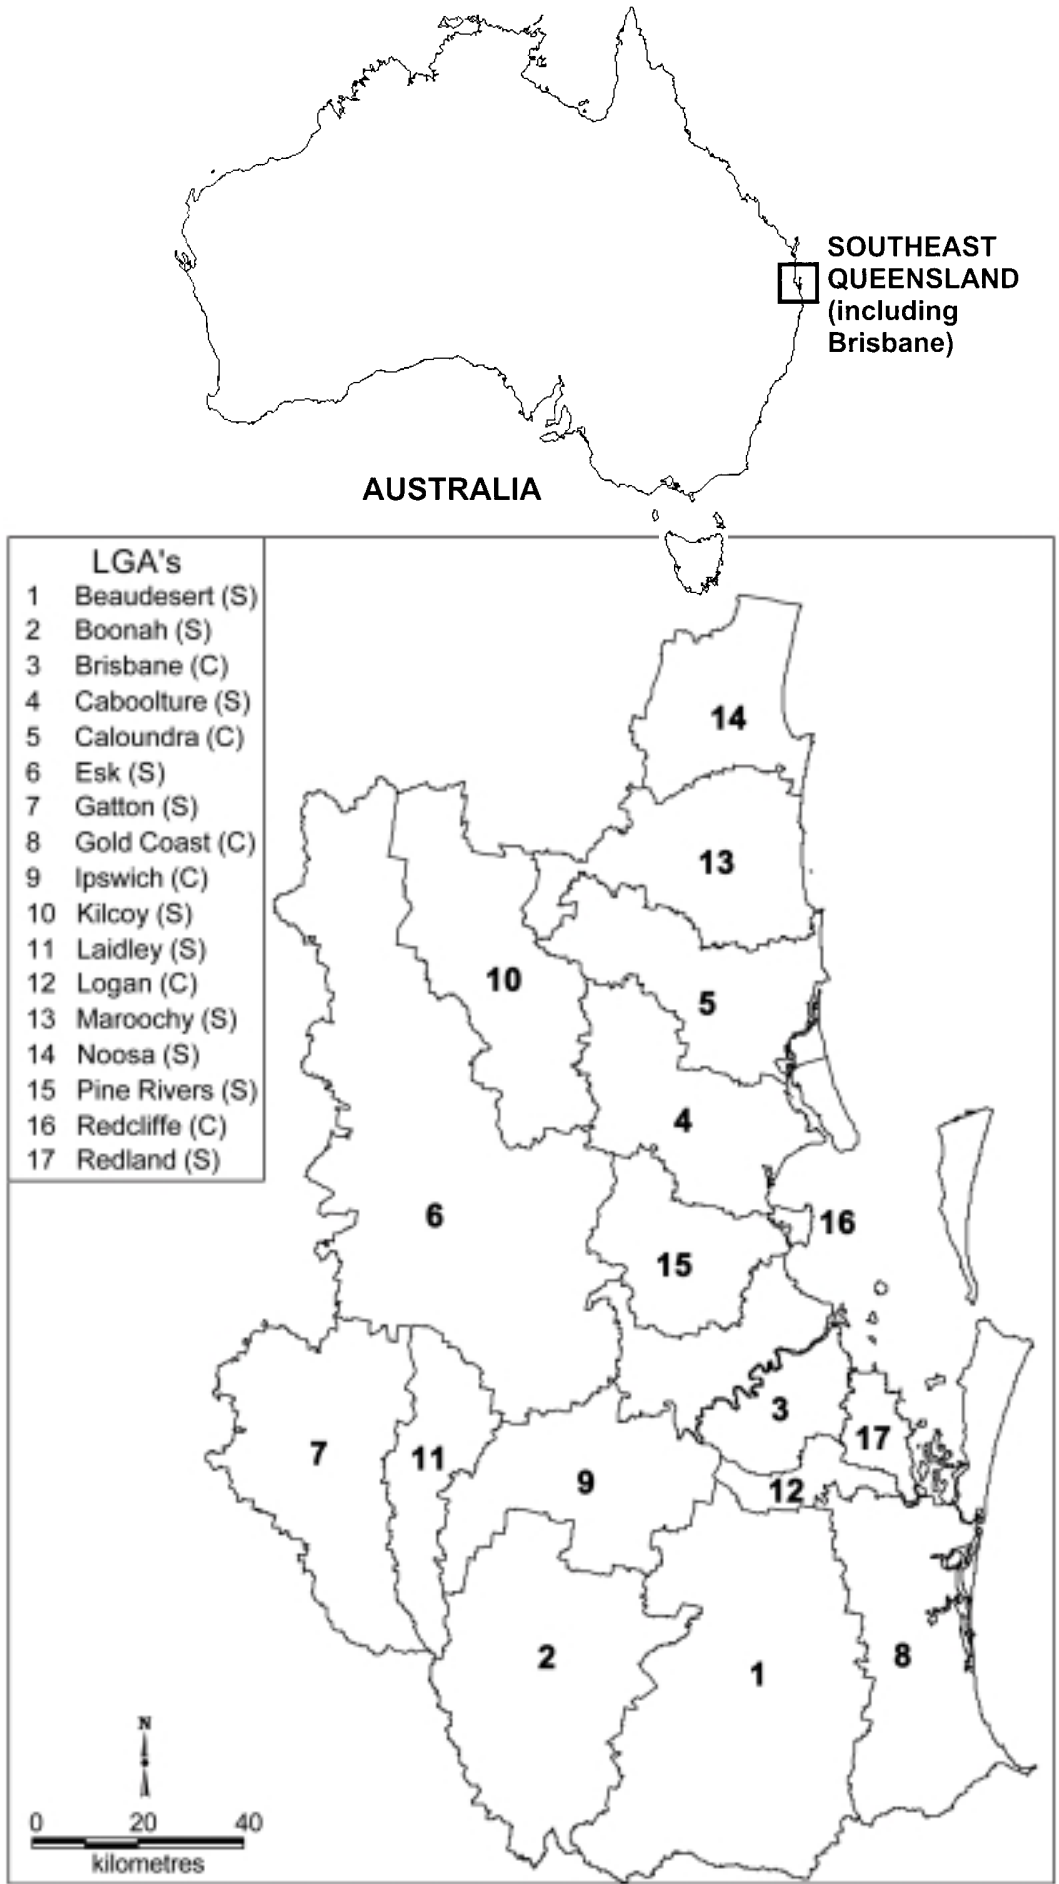 SOUTHEAST
QUEENSLAND
(including
Brisbane)
AUSTRALIA
LGA's
1 Beaudesert (S)
2 Boonah (S)
3 Brisbane (C)
4 Caboolture (S)
5 Caloundra (C)
6 Esk (S)
7 Gatton (S)
8 Gold Coast (C)
9 Ipswich (C)
10 Kilcoy (S)
11 Laidley (S)
12 Logan (C)
13 Maroochy (S)
14 Noosa (S)
15 Pine Rivers (S)
16 Redcliffe (C)
17 Redland (S)
14
13
10
5
4
6
16
15
3
17
7
11
9
12
2
8
1
N
0 20 40
kilometres